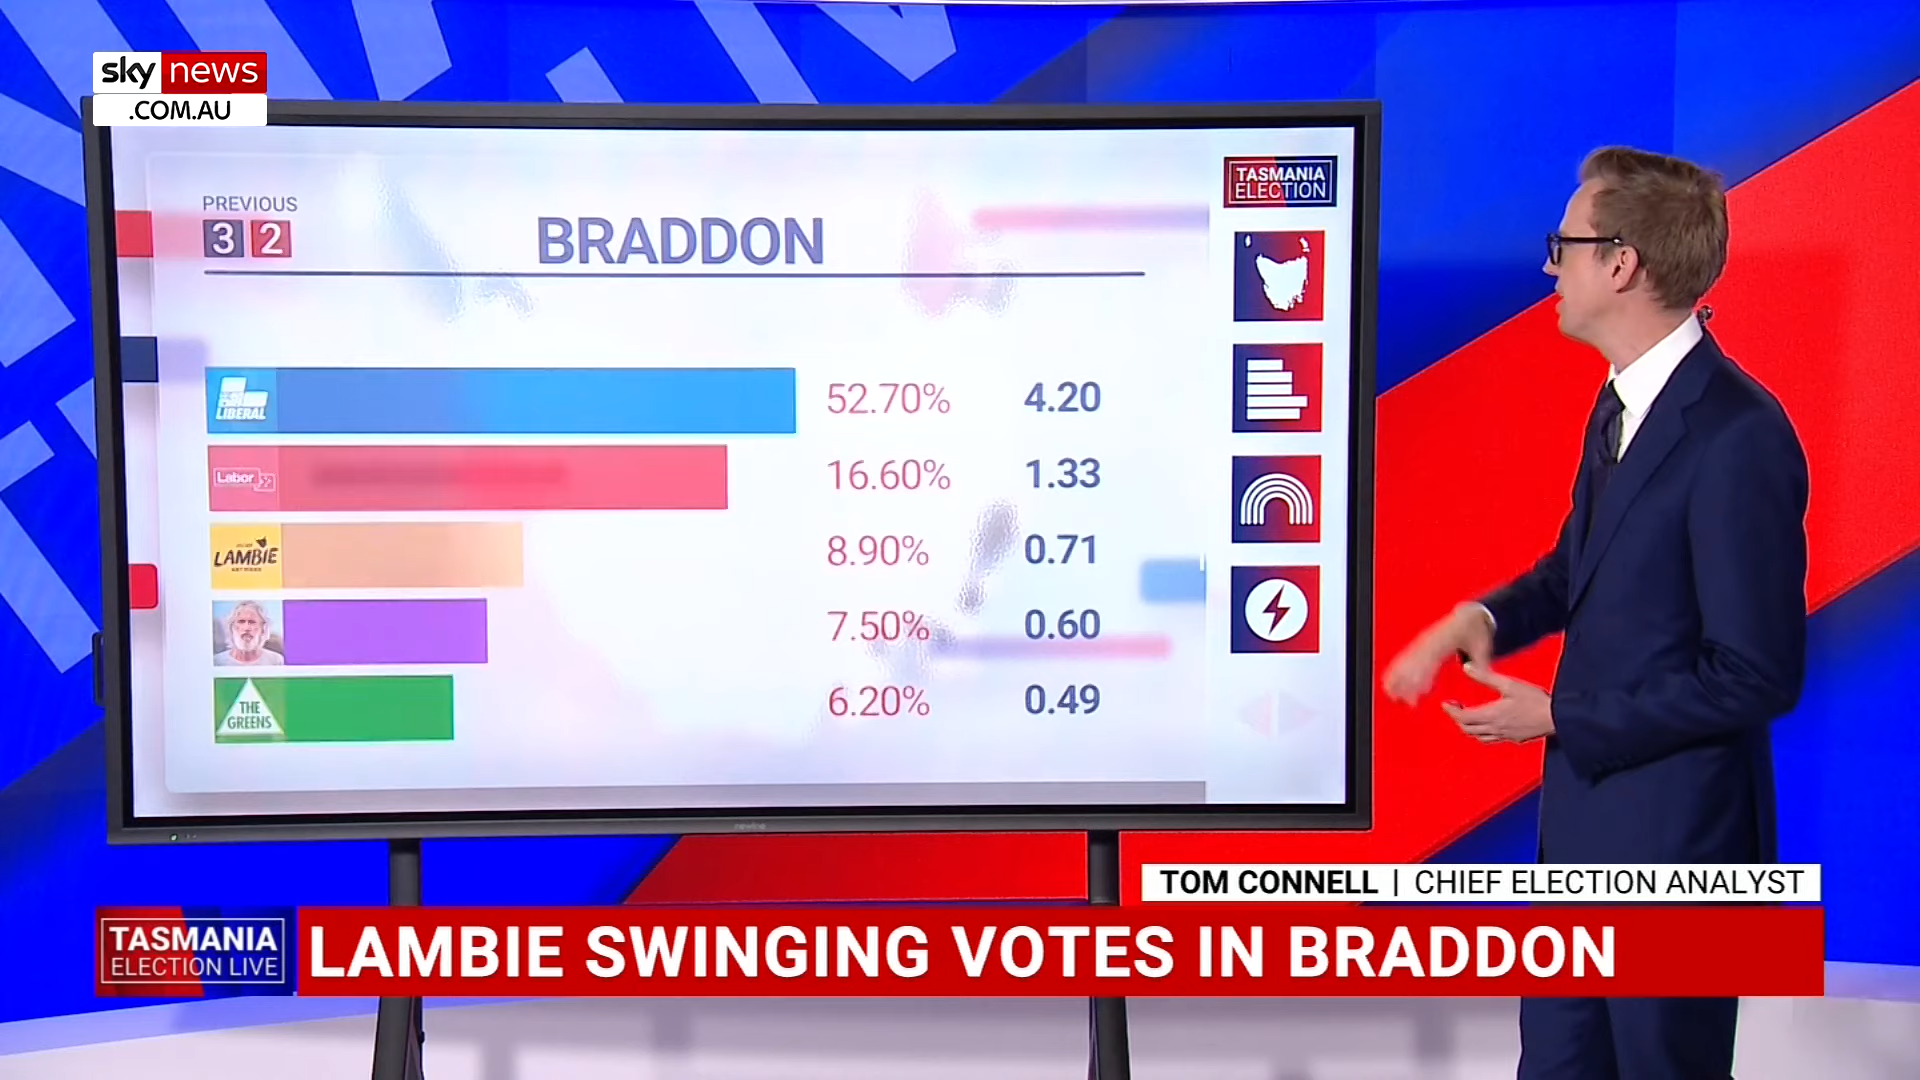 sky news
.COM.AU
PREVIOUS
3 2
BRADDON
TASMANIA
ELECTION
LIBERAL
52.70% 4.20
Labor
16.60% 1.33
LAMBIE
8.90% 0.71
7.50% 0.60
THE
GREENS
6.20% 0.49
TOM CONNELL | CHIEF ELECTION ANALYST
TASMANIA
ELECTION LIVE
LAMBIE SWINGING VOTES IN BRADDON